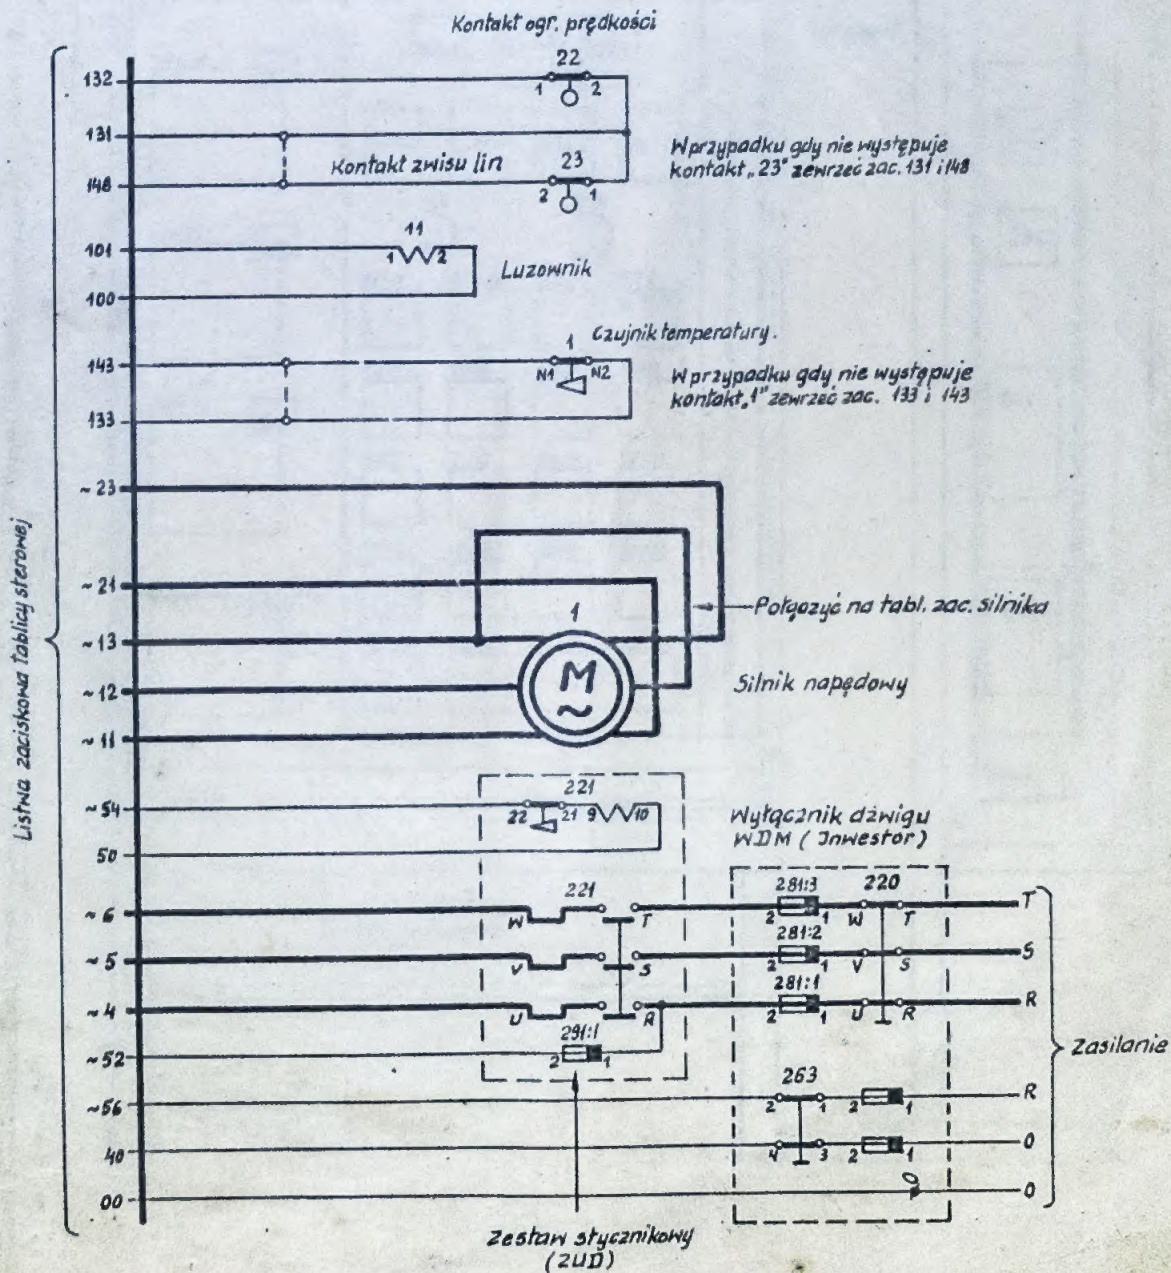 Kontakt ogr. prędkości
22
132
1 2
131
Kontakt zwisu lin
23
148
2 1
W przypadku gdy nie występuje
kontakt „23" zewrzeć zac. 131 i 148
11
101
1 2
Luzownik
100
Czujnik temperatury.
1
143
N1 N2
W przypadku gdy nie występuje
kontakt „1" zewrzeć zac. 133 i 143
133
~23
~21
Połączyć na tabl. zac. silnika
~13
1
M
~
~12
Silnik napędowy
~11
Listwa zaciskowa tablicy sterowej
221
~54
22 21 9 10
50
Wyłącznik dźwigu
WDM (Inwestor)
221
281:3 220
~6
W T 2 1 W T
T
281:2
~5
V S 2 1 V S
S
281:1
~4
U R 2 1 U R
R
291:1
~52
2 1
Zasilanie
263
~56
2 1 2 1
R
40
4 3 2 1
0
00
0
0
Zestaw stycznikowy
(ZUD)